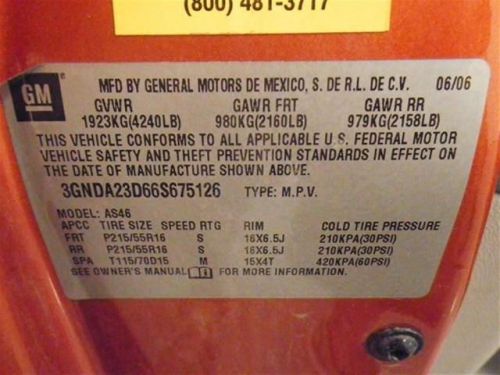 (800) 481-3717
GM
MFD BY GENERAL MOTORS DE MEXICO, S. DE R.L. DE C.V. 06/06
GVWR GAWR FRT GAWR RR
1923KG(4240LB) 980KG(2160LB) 979KG(2158LB)
THIS VEHICLE CONFORMS TO ALL APPLICABLE U.S. FEDERAL MOTOR
VEHICLE SAFETY AND THEFT PREVENTION STANDARDS IN EFFECT ON
THE DATE OF MANUFACTURE SHOWN ABOVE.
3GNDA23D66S675126 TYPE: M.P.V.
MODEL: AS46
APCC TIRE SIZE SPEED RTG RIM COLD TIRE PRESSURE
FRT P215/55R16 S 16X6.5J 210KPA(30PSI)
RR P215/55R16 S 16X6.5J 210KPA(30PSI)
SPA T115/70D15 M 15X4T 420KPA(60PSI)
SEE OWNER'S MANUAL FOR MORE INFORMATION.